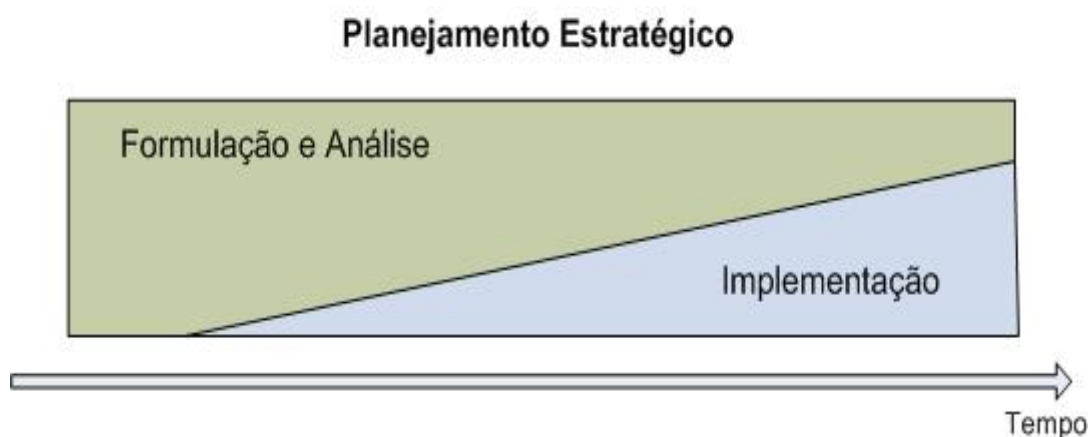 Planejamento Estratégico
Formulação e Análise
Implementação
Tempo